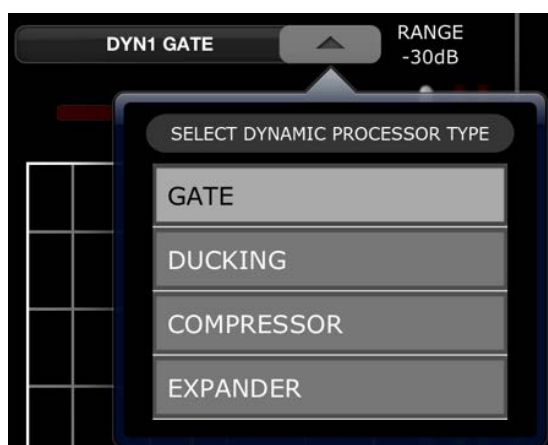 DYN1 GATE
RANGE
-30dB
SELECT DYNAMIC PROCESSOR TYPE
GATE
DUCKING
COMPRESSOR
EXPANDER